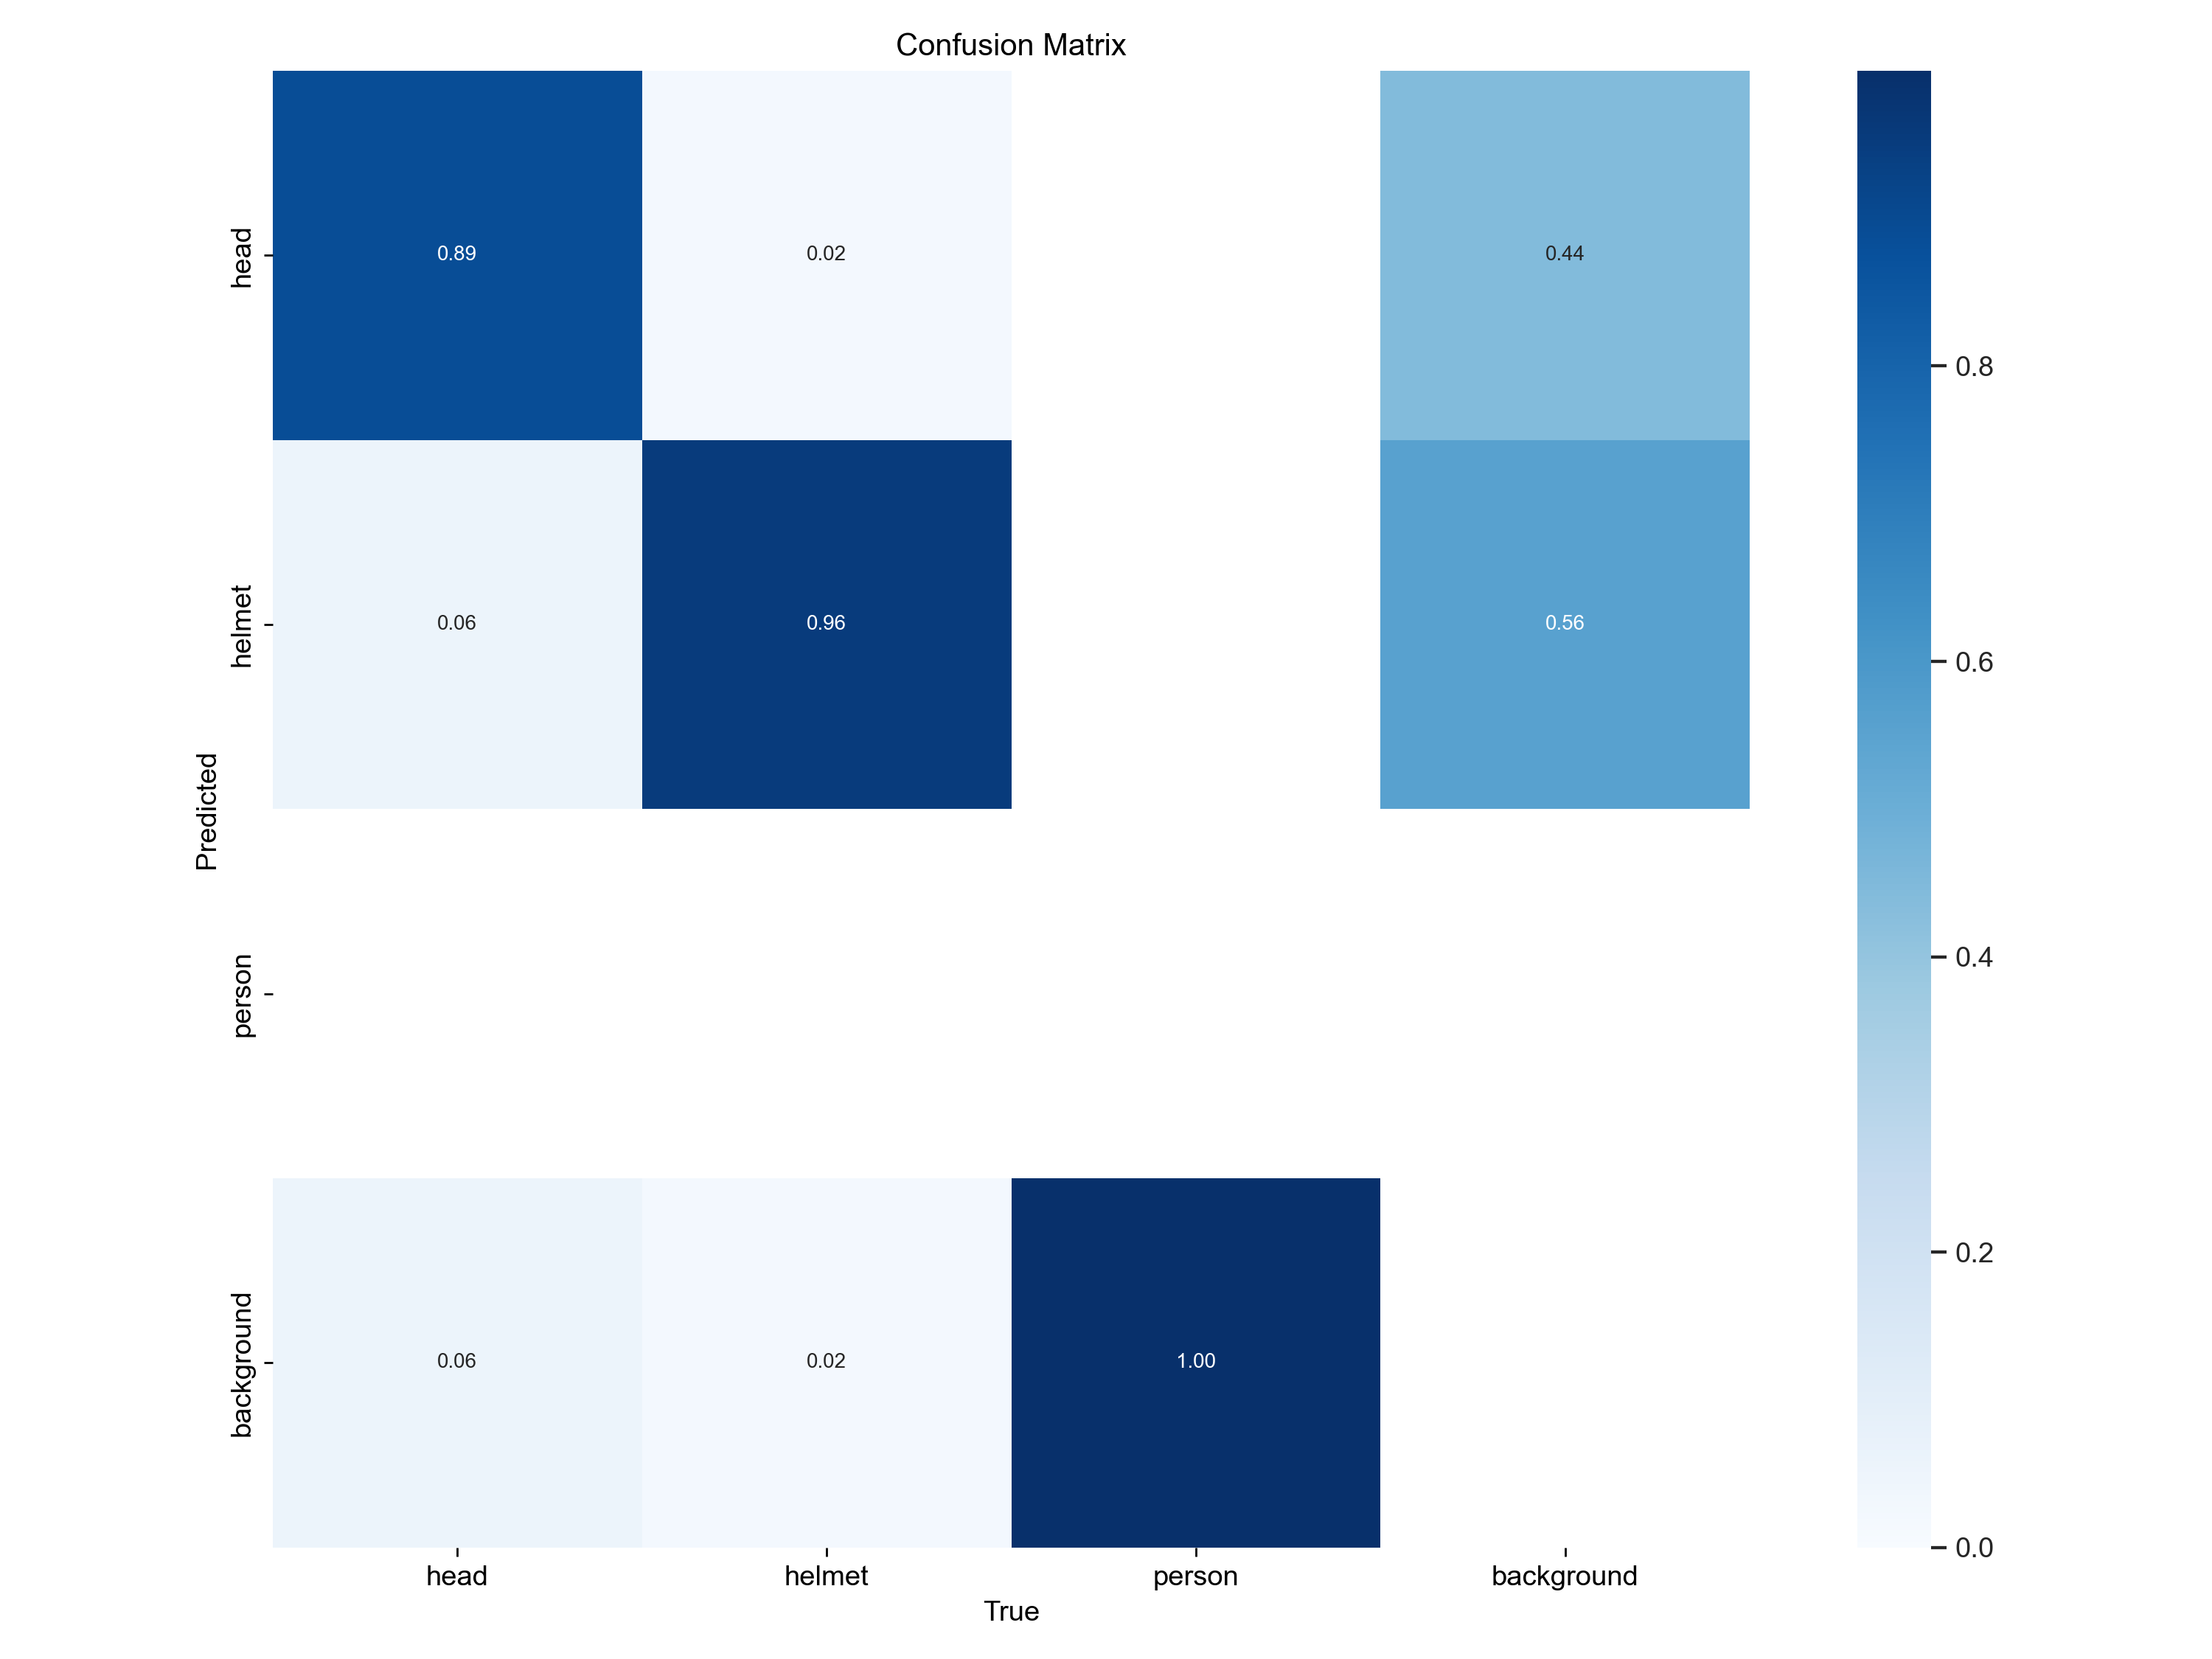 Confusion Matrix
head
0.89
0.02
0.44
helmet
0.06
0.96
0.56
Predicted
person
background
0.06
0.02
1.00
head
helmet
person
background
True
0.8
0.6
0.4
0.2
0.0